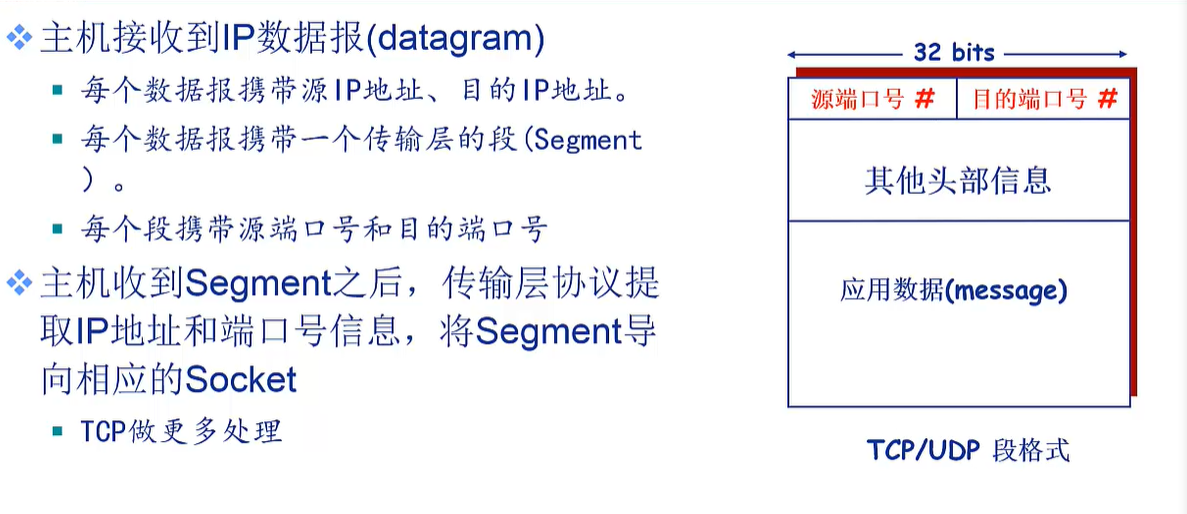 主机接收到IP数据报(datagram)
每个数据报携带源IP地址、目的IP地址。
每个数据报携带一个传输层的段(Segment
)。
每个段携带源端口号和目的端口号
主机收到Segment之后，传输层协议提
取IP地址和端口号信息，将Segment导
向相应的Socket
TCP做更多处理
32 bits
源端口号 # 目的端口号 #
其他头部信息
应用数据(message)
TCP/UDP 段格式